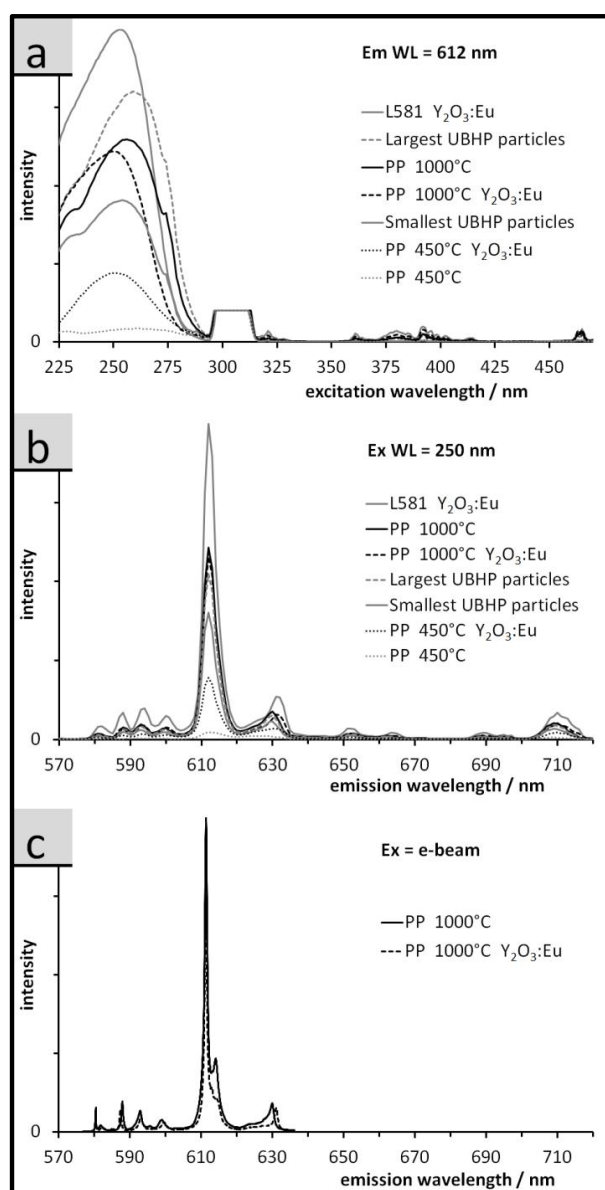 a
Em WL = 612 nm
L581 Y₂O₃:Eu
Largest UBHP particles
PP 1000°C
PP 1000°C Y₂O₃:Eu
Smallest UBHP particles
PP 450°C Y₂O₃:Eu
PP 450°C
intensity
0
225 250 275 300 325 350 375 400 425 450
excitation wavelength / nm
b
Ex WL = 250 nm
L581 Y₂O₃:Eu
PP 1000°C
PP 1000°C Y₂O₃:Eu
Largest UBHP particles
Smallest UBHP particles
PP 450°C Y₂O₃:Eu
PP 450°C
intensity
0
570 590 610 630 650 670 690 710
emission wavelength / nm
c
Ex = e-beam
PP 1000°C
PP 1000°C Y₂O₃:Eu
intensity
0
570 590 610 630 650 670 690 710
emission wavelength / nm